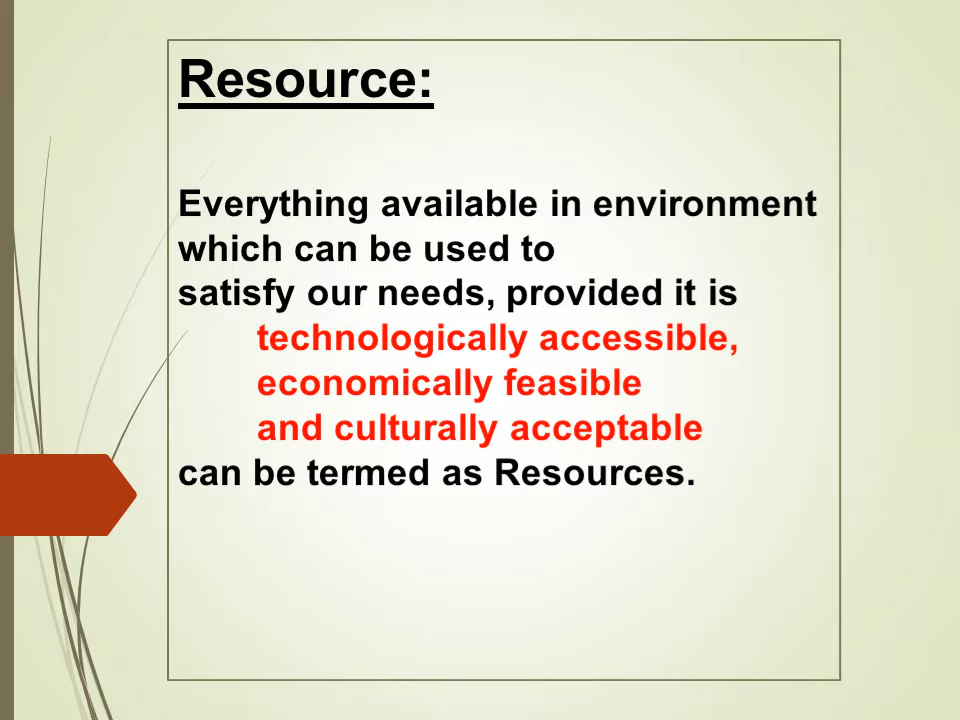 Resource:
Everything available in environment
which can be used to
satisfy our needs, provided it is
technologically accessible,
economically feasible
and culturally acceptable
can be termed as Resources.